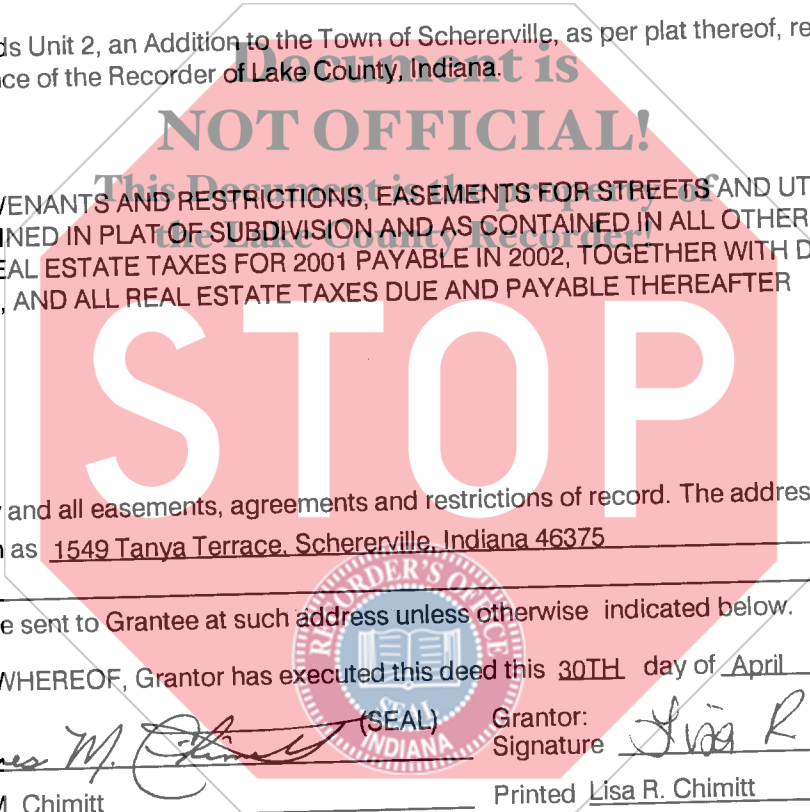 ds Unit 2, an Addition to the Town of Schererville, as per plat thereof, re
ce of the Recorder of Lake County, Indiana.
Document is
NOT OFFICIAL!
This Document is the property of
the Lake County Recorder!
VENANTS AND RESTRICTIONS, EASEMENTS FOR STREETS AND UT
INED IN PLAT OF SUBDIVISION AND AS CONTAINED IN ALL OTHER
EAL ESTATE TAXES FOR 2001 PAYABLE IN 2002, TOGETHER WITH D
, AND ALL REAL ESTATE TAXES DUE AND PAYABLE THEREAFTER
STOP
and all easements, agreements and restrictions of record. The addres
as 1549 Tanya Terrace, Schererville, Indiana 46375
e sent to Grantee at such address unless otherwise indicated below.
WHEREOF, Grantor has executed this deed this 30TH day of April
RECORDER'S OFFICE
SEAL
INDIANA
(SEAL)
Grantor:
Signature Lisa R
es M. Chimitt
M. Chimitt
Printed Lisa R. Chimitt